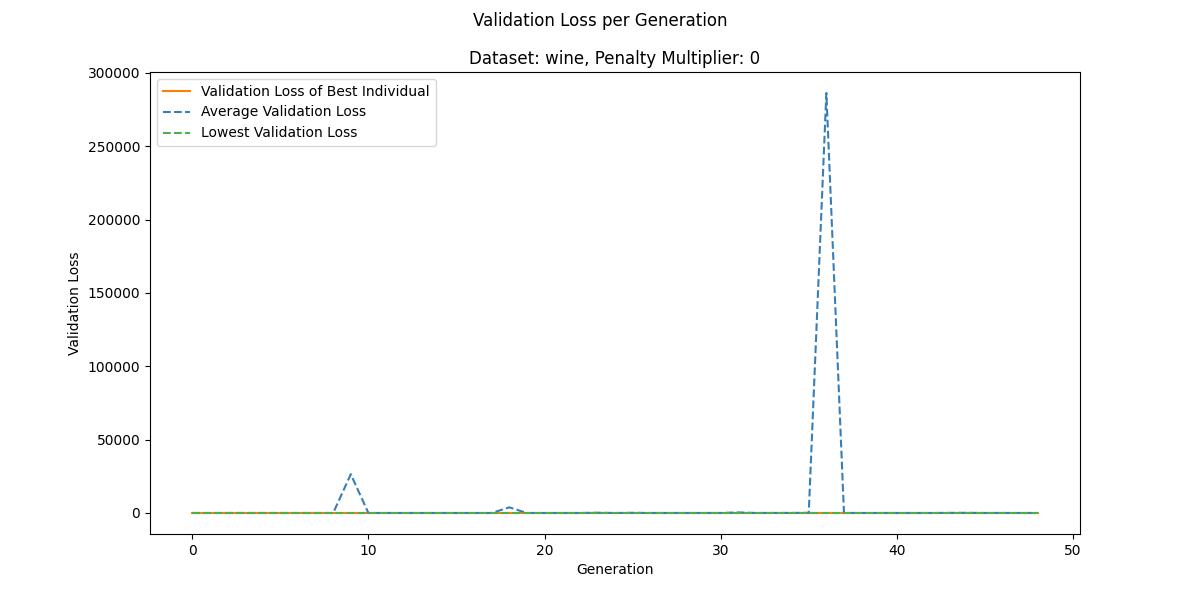 Validation Loss per Generation
Dataset: wine, Penalty Multiplier: 0
300000
250000
200000
150000
100000
50000
0
Validation Loss
Validation Loss of Best Individual
Average Validation Loss
Lowest Validation Loss
0 10 20 30 40 50
Generation